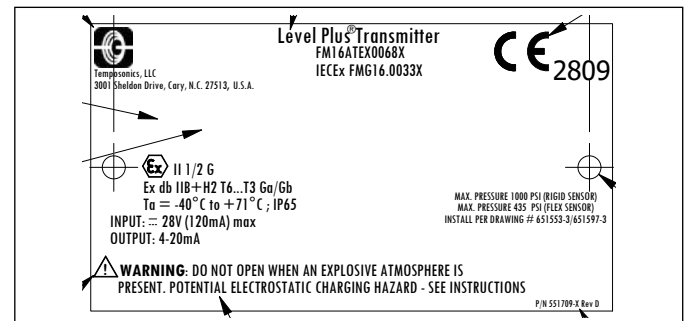 Level Plus® Transmitter
FM16ATEX0068X
IECEx FMG16.0033X
CE 2809
Temposonics, LLC
3001 Sheldon Drive, Cary, N.C. 27513, U.S.A.
Ex II 1/2 G
Ex db IIB+H2 T6...T3 Ga/Gb
Ta = -40°C to +71°C ; IP65
INPUT: ⎓ 28V (120mA) max
OUTPUT: 4-20mA
MAX. PRESSURE 1000 PSI (RIGID SENSOR)
MAX. PRESSURE 435 PSI (FLEX SENSOR)
INSTALL PER DRAWING # 651553-3/651597-3
WARNING: DO NOT OPEN WHEN AN EXPLOSIVE ATMOSPHERE IS
PRESENT. POTENTIAL ELECTROSTATIC CHARGING HAZARD - SEE INSTRUCTIONS
P/N 551709-X Rev D